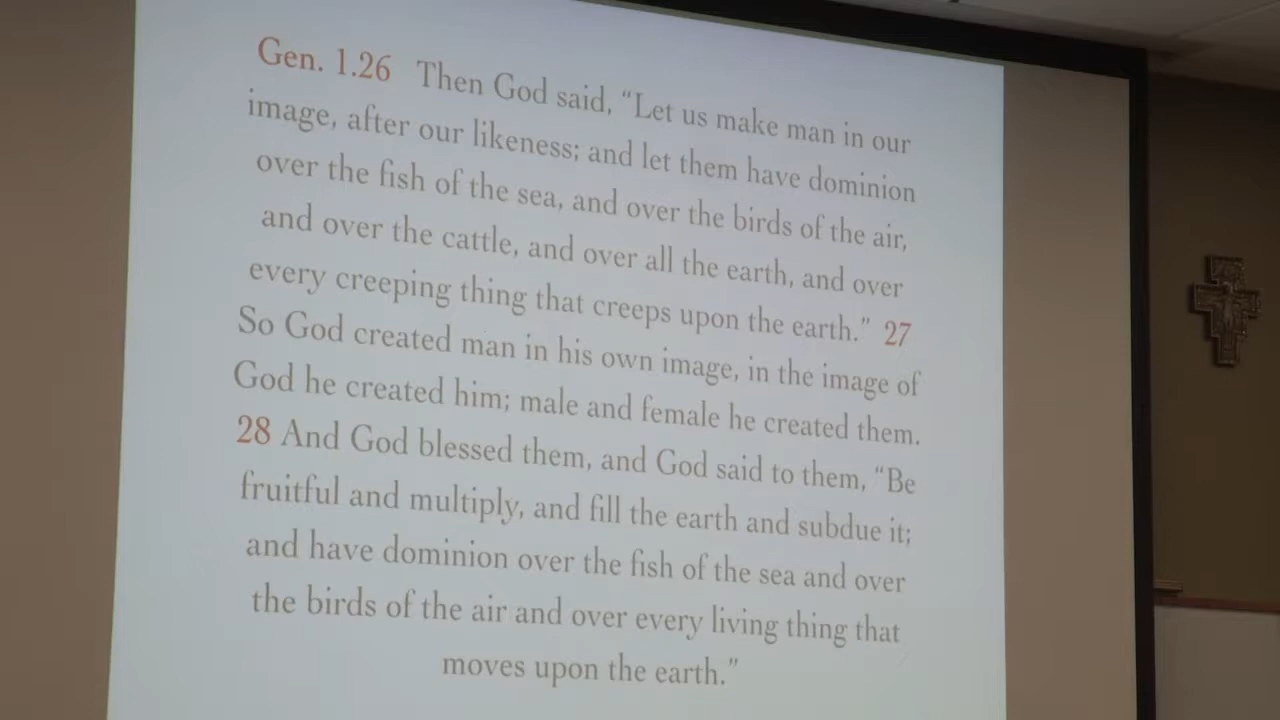 Gen. 1.26 Then God said, “Let us make man in our
image, after our likeness; and let them have dominion
over the fish of the sea, and over the birds of the air,
and over the cattle, and over all the earth, and over
every creeping thing that creeps upon the earth.” 27
So God created man in his own image, in the image of
God he created him; male and female he created them.
28 And God blessed them, and God said to them, “Be
fruitful and multiply, and fill the earth and subdue it;
and have dominion over the fish of the sea and over
the birds of the air and over every living thing that
moves upon the earth.”